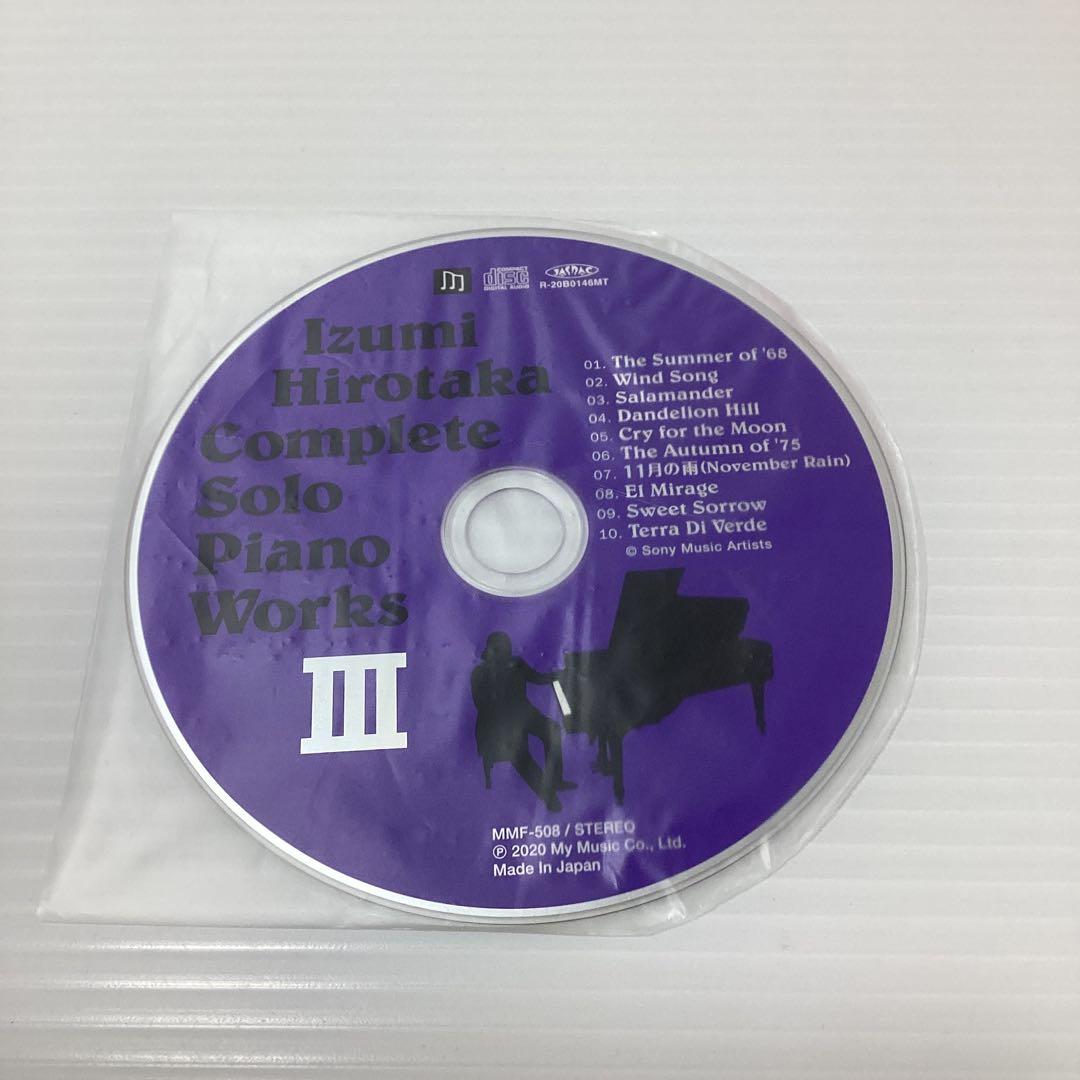 COMPACT
disc
DIGITAL AUDIO
JASRAC
R-20B0146MT
Izumi
Hirotaka
Complete
Solo
Piano
Works
III
01. The Summer of '68
02. Wind Song
03. Salamander
04. Dandelion Hill
05. Cry for the Moon
06. The Autumn of '75
07. 11月の雨(November Rain)
08. El Mirage
09. Sweet Sorrow
10. Terra Di Verde
© Sony Music Artists
MMF-508 / STEREO
℗ 2020 My Music Co., Ltd.
Made In Japan